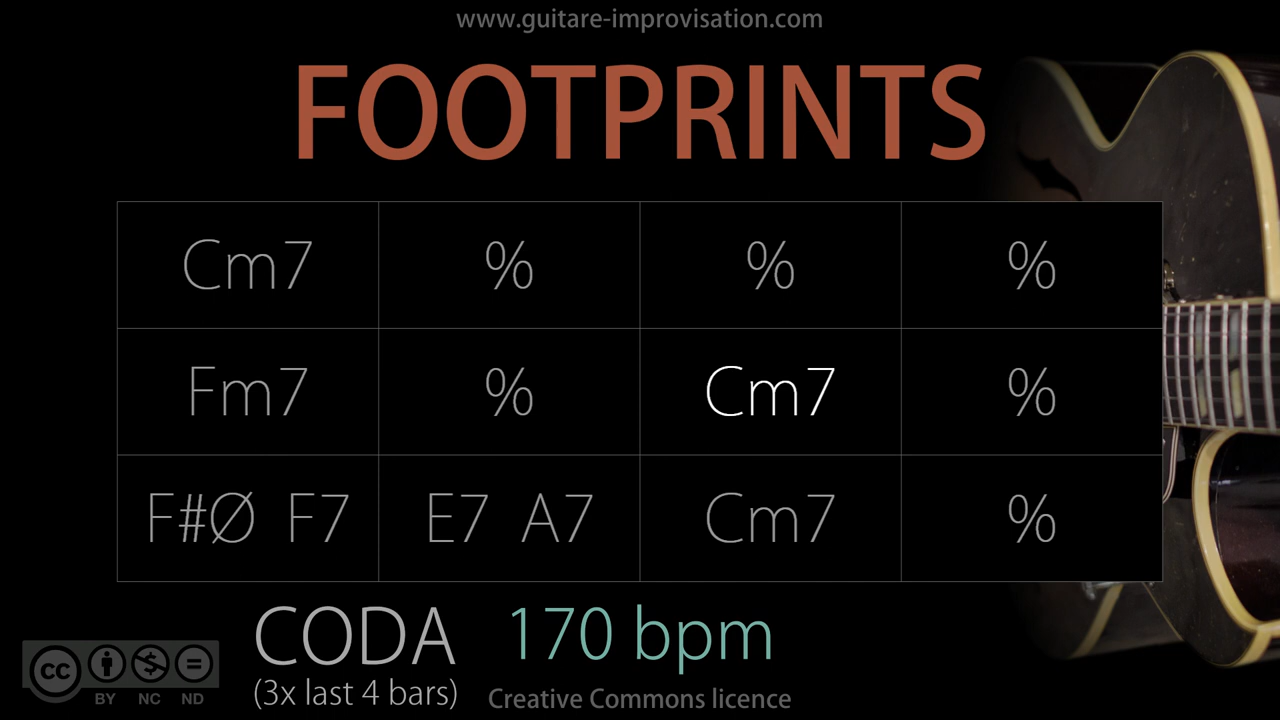 www.guitare-improvisation.com
FOOTPRINTS
Cm7 % % %
Fm7 % Cm7 %
F#Ø F7 E7 A7 Cm7 %
CODA 170 bpm
(3x last 4 bars) Creative Commons licence
cc BY NC ND